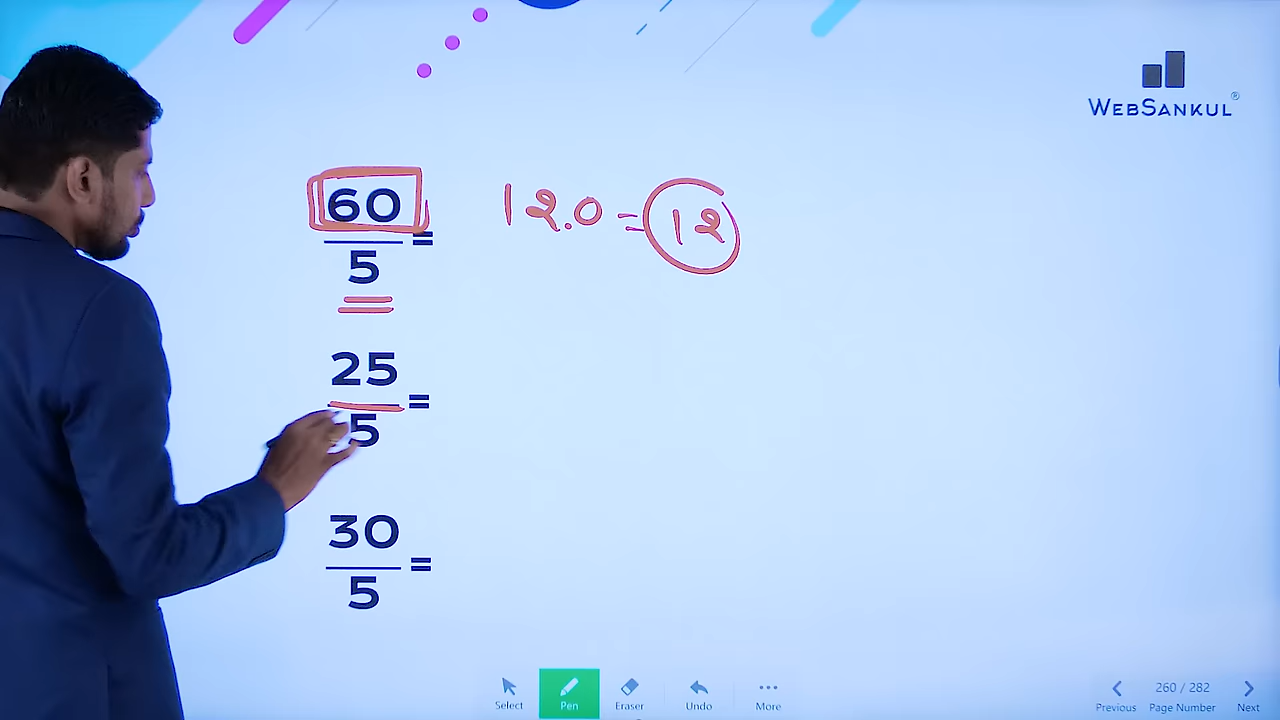 WEBSANKUL®
60
/5 = 12.0 = 12
25
/5 =
30
/5 =
Select Pen Eraser Undo More
260 / 282
Previous Page Number Next